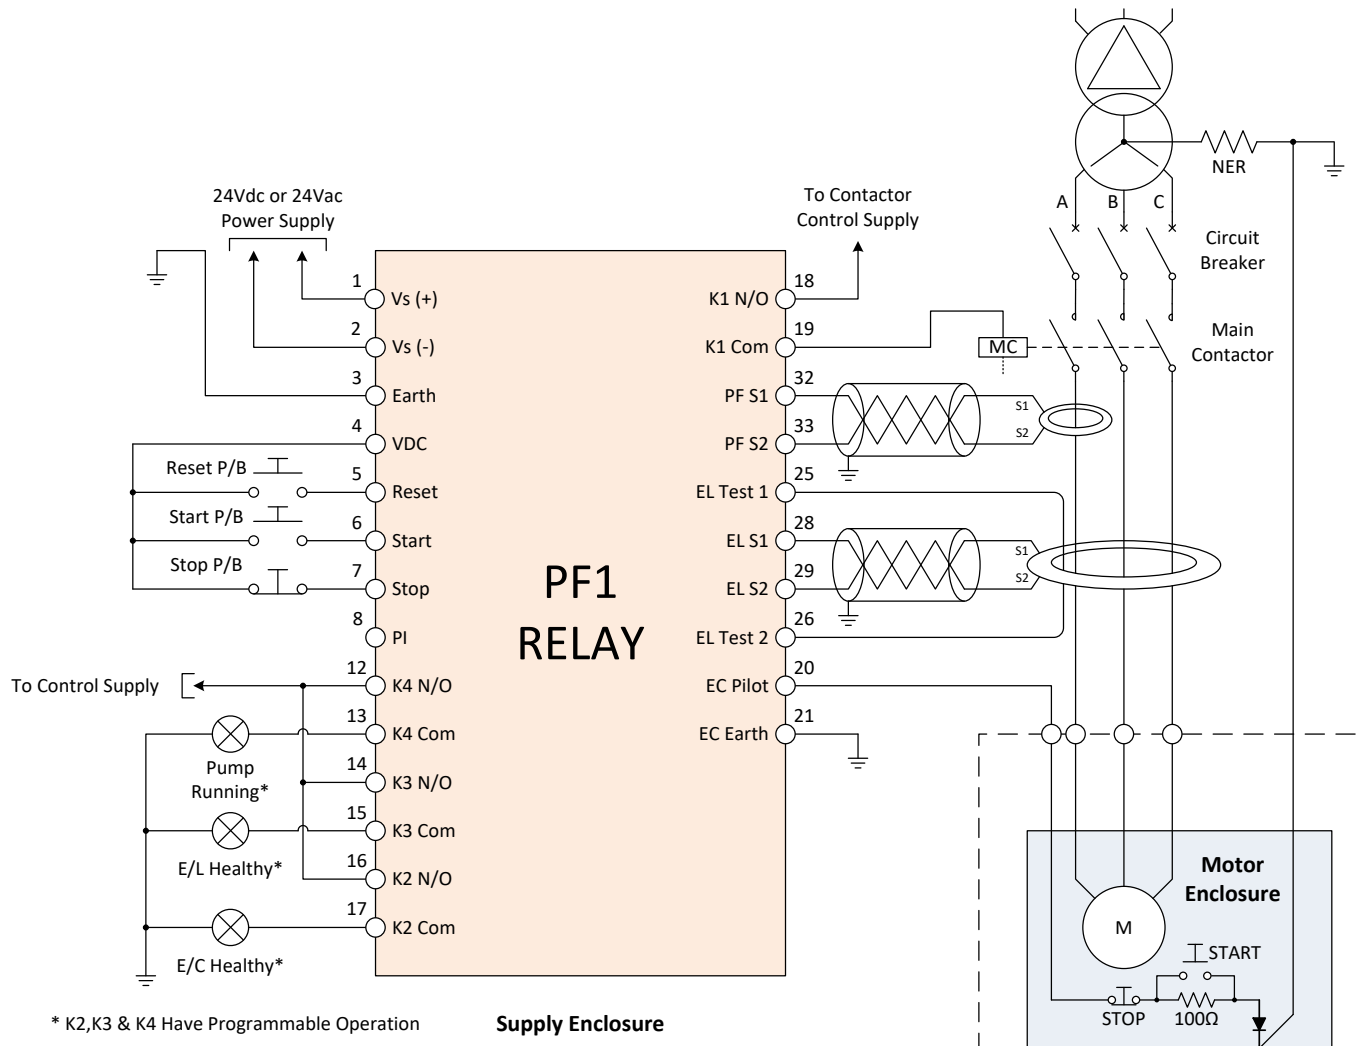 NER
A B C
24Vdc or 24Vac
Power Supply
To Contactor
Control Supply
Circuit
Breaker
Main
Contactor
1 Vs (+)
2 Vs (-)
3 Earth
4 VDC
Reset P/B
5 Reset
Start P/B
6 Start
Stop P/B
7 Stop
8 PI
To Control Supply
12 K4 N/O
13 K4 Com
Pump
Running*
14 K3 N/O
15 K3 Com
E/L Healthy*
16 K2 N/O
17 K2 Com
E/C Healthy*
PF1
RELAY
K1 N/O 18
K1 Com 19
MC
PF S1 32
S1
PF S2 33
S2
EL Test 1 25
EL S1 28
S1
EL S2 29
S2
EL Test 2 26
EC Pilot 20
EC Earth 21
Motor
Enclosure
M
START
STOP 100Ω
* K2,K3 & K4 Have Programmable Operation
Supply Enclosure